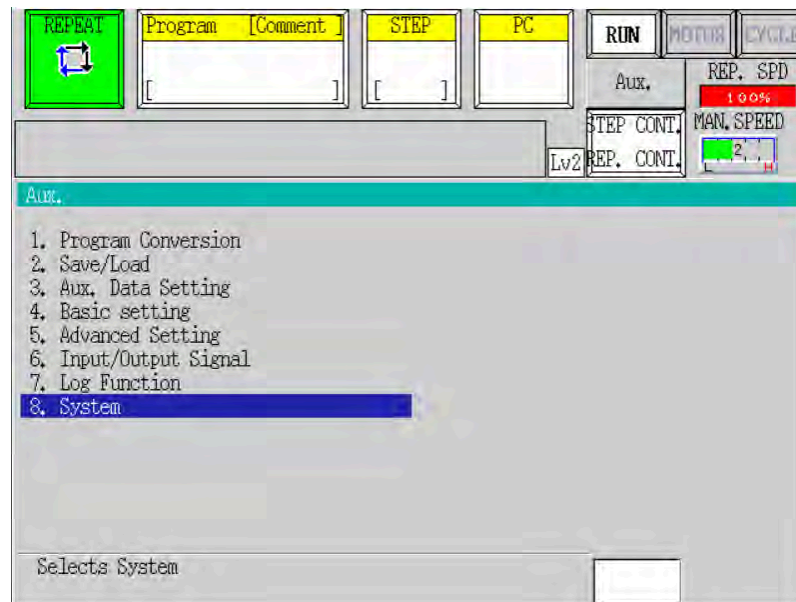 REPEAT
Program [Comment ]
[ ]
STEP
[ ]
PC
RUN
MOTOR
CYCLE
Aux.
REP. SPD
100%
STEP CONT.
REP. CONT.
MAN. SPEED
2
L H
Lv2
Aux.
1. Program Conversion
2. Save/Load
3. Aux. Data Setting
4. Basic setting
5. Advanced Setting
6. Input/Output Signal
7. Log Function
8. System
Selects System